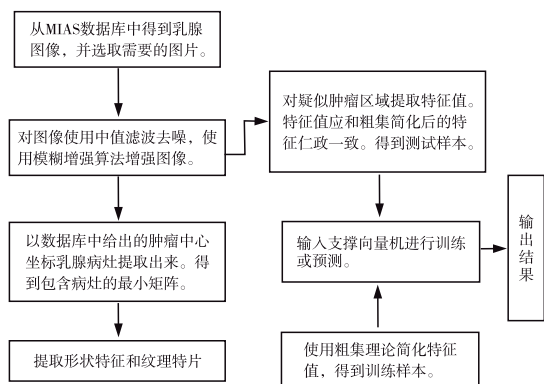 从MIAS数据库中得到乳腺
图像，并选取需要的图片。
对图像使用中值滤波去噪，使
用模糊增强算法增强图像。
以数据库中给出的肿瘤中心
坐标乳腺病灶提取出来。得
到包含病灶的最小矩阵。
提取形状特征和纹理特片
对疑似肿瘤区域提取特征值。
特征值应和粗集简化后的特
征仁政一致。得到测试样本。
输入支撑向量机进行训练
或预测。
使用粗集理论简化特征
值，得到训练样本。
输
出
结
果